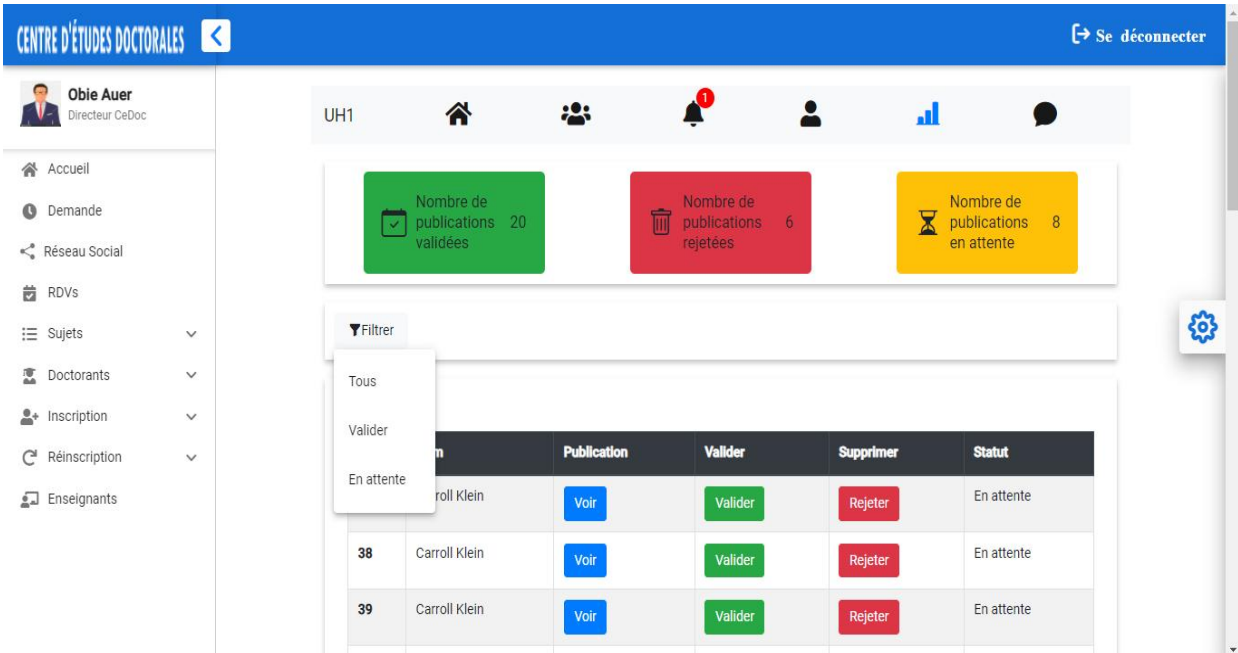 CENTRE D'ÉTUDES DOCTORALES
Se déconnecter
Obie Auer
Directeur CeDoc
Accueil
Demande
Réseau Social
RDVs
Sujets
Doctorants
Inscription
Réinscription
Enseignants
UH1
1
Nombre de
publications 20
validées
Nombre de
publications 6
rejetées
Nombre de
publications 8
en attente
Filtrer
Tous
Valider
En attente
Publication Valider Supprimer Statut
roll Klein Voir Valider Rejeter En attente
38 Carroll Klein Voir Valider Rejeter En attente
39 Carroll Klein Voir Valider Rejeter En attente